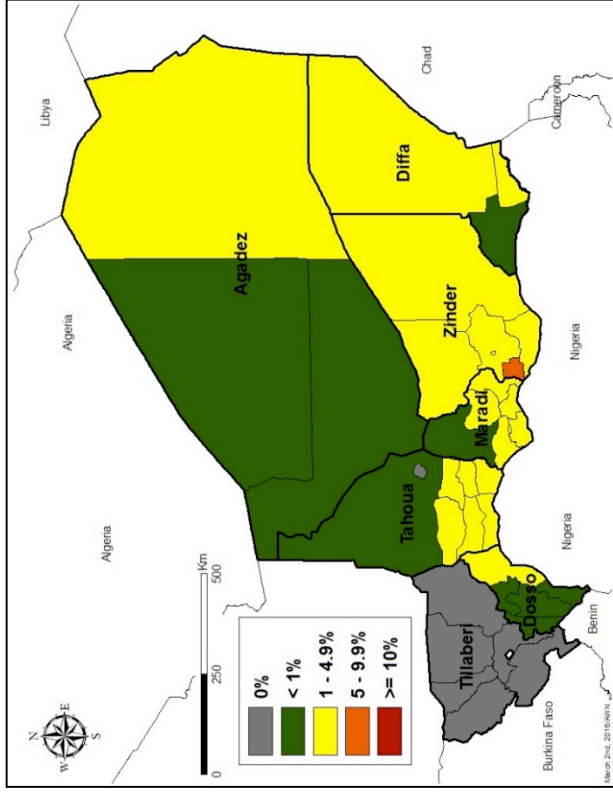 Libya
Algeria
Algeria
Chad
Cameroon
Nigeria
Nigeria
Benin
Burkina Faso
Agadez
Diffa
Zinder
Maradi
Tahoua
Tillaberi
Dosso
N
W E
S
0 250 500
Km
0%
< 1%
1 - 4.9%
5 - 9.9%
>= 10%
March 2nd, 2016/AWN